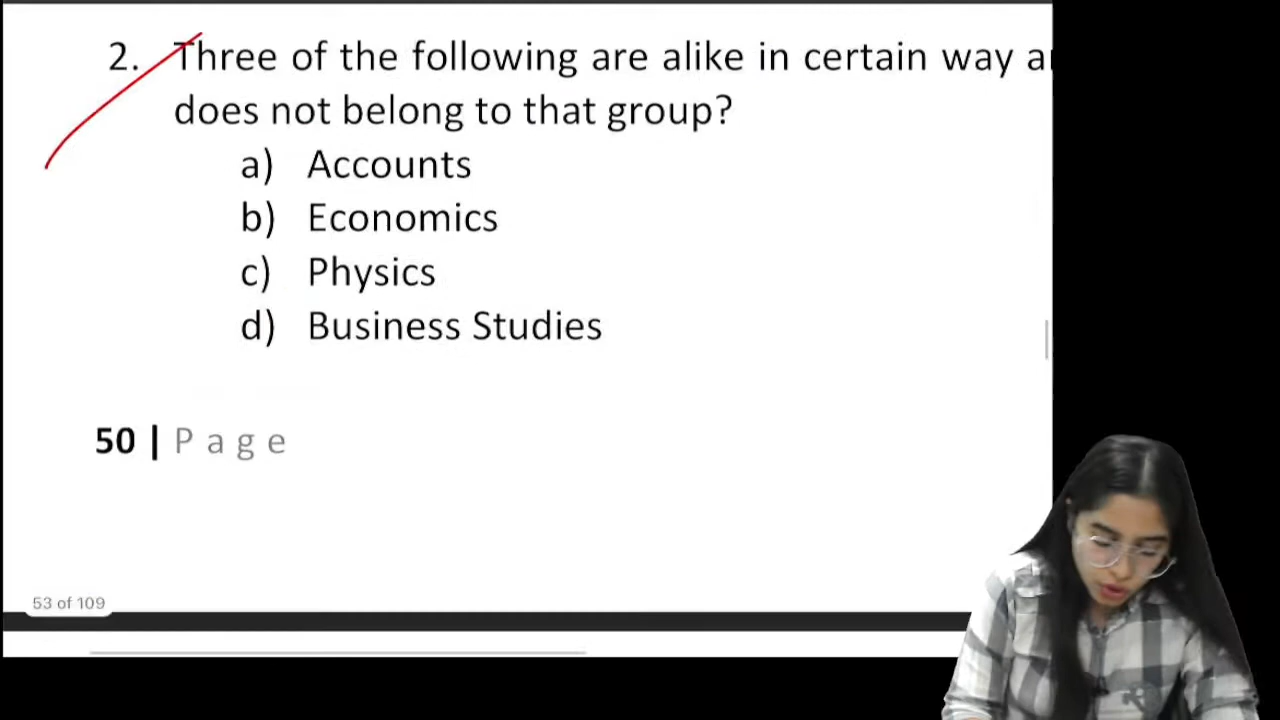 2. Three of the following are alike in certain way
does not belong to that group?
a) Accounts
b) Economics
c) Physics
d) Business Studies
50 | P a g e
53 of 109